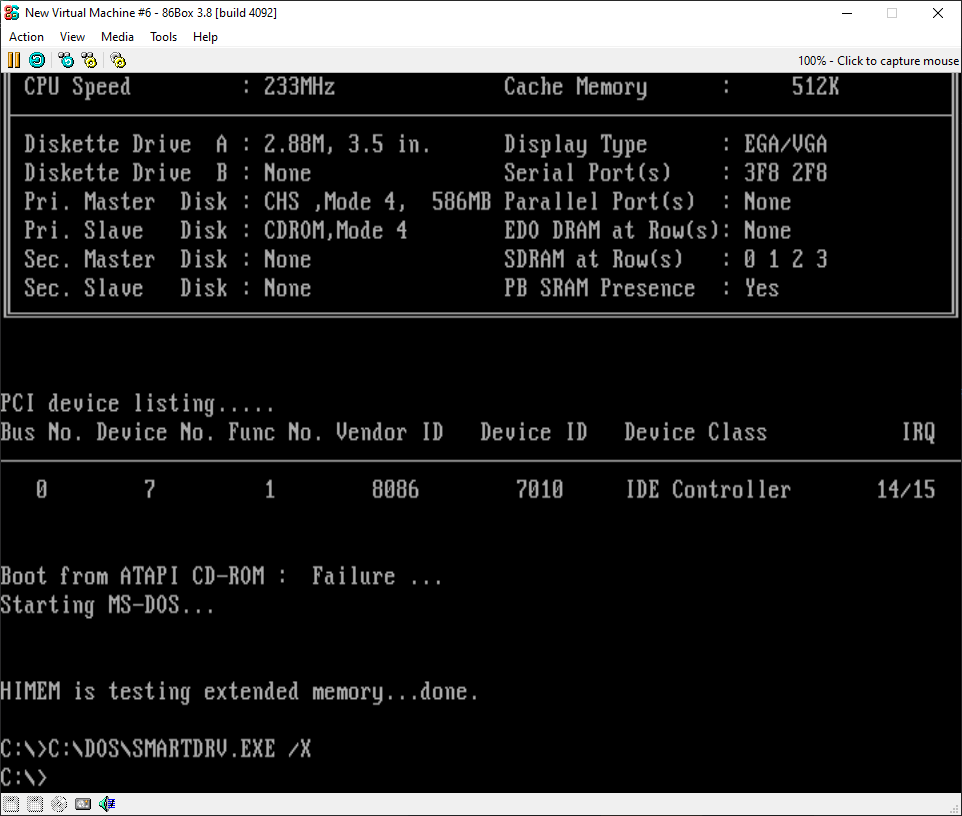 New Virtual Machine #6 - 86Box 3.8 [build 4092]
Action View Media Tools Help
100% - Click to capture mouse
CPU Speed : 233MHz Cache Memory : 512K
Diskette Drive A : 2.88M, 3.5 in. Display Type : EGA/VGA
Diskette Drive B : None Serial Port(s) : 3F8 2F8
Pri. Master Disk : CHS ,Mode 4, 586MB Parallel Port(s) : None
Pri. Slave Disk : CDROM,Mode 4 EDO DRAM at Row(s): None
Sec. Master Disk : None SDRAM at Row(s) : 0 1 2 3
Sec. Slave Disk : None PB SRAM Presence : Yes
PCI device listing.....
Bus No. Device No. Func No. Vendor ID Device ID Device Class IRQ
0 7 1 8086 7010 IDE Controller 14/15
Boot from ATAPI CD-ROM : Failure ...
Starting MS-DOS...
HIMEM is testing extended memory...done.
C:\>C:\DOS\SMARTDRV.EXE /X
C:\>